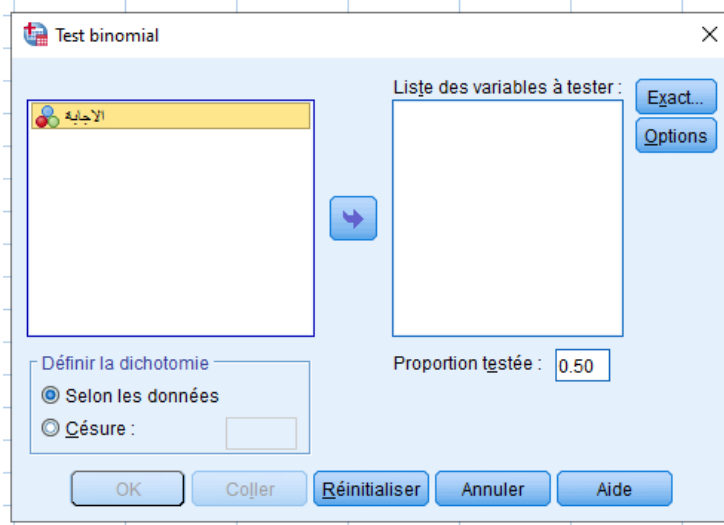 Test binomial
Liste des variables à tester :
الاجابة
Exact...
Options
Définir la dichotomie
Selon les données
Césure :
Proportion testée :
0.50
OK
Coller
Réinitialiser
Annuler
Aide